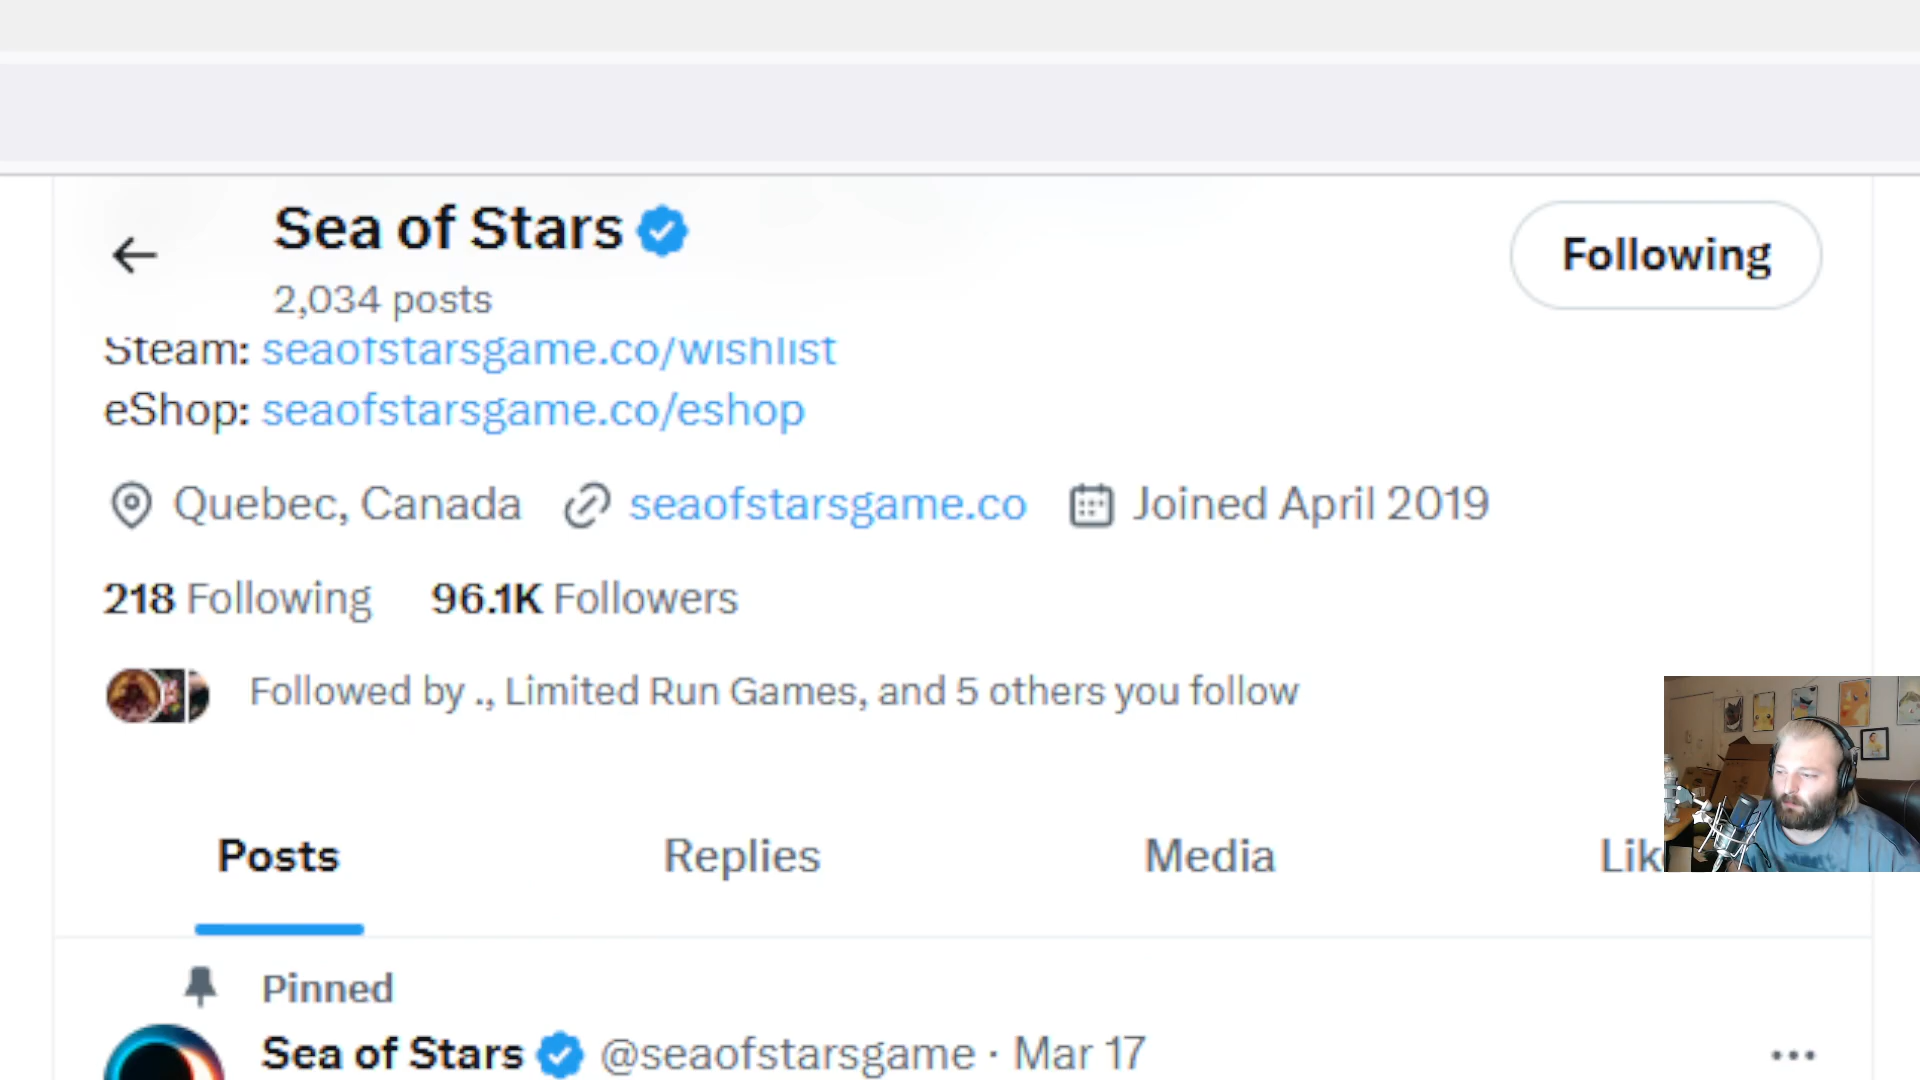 Sea of Stars
Following
2,034 posts
Steam: seaofstarsgame.co/wishlist
eShop: seaofstarsgame.co/eshop
Quebec, Canada seaofstarsgame.co Joined April 2019
218 Following 96.1K Followers
Followed by ., Limited Run Games, and 5 others you follow
Posts Replies Media Lik
Pinned
Sea of Stars @seaofstarsgame · Mar 17